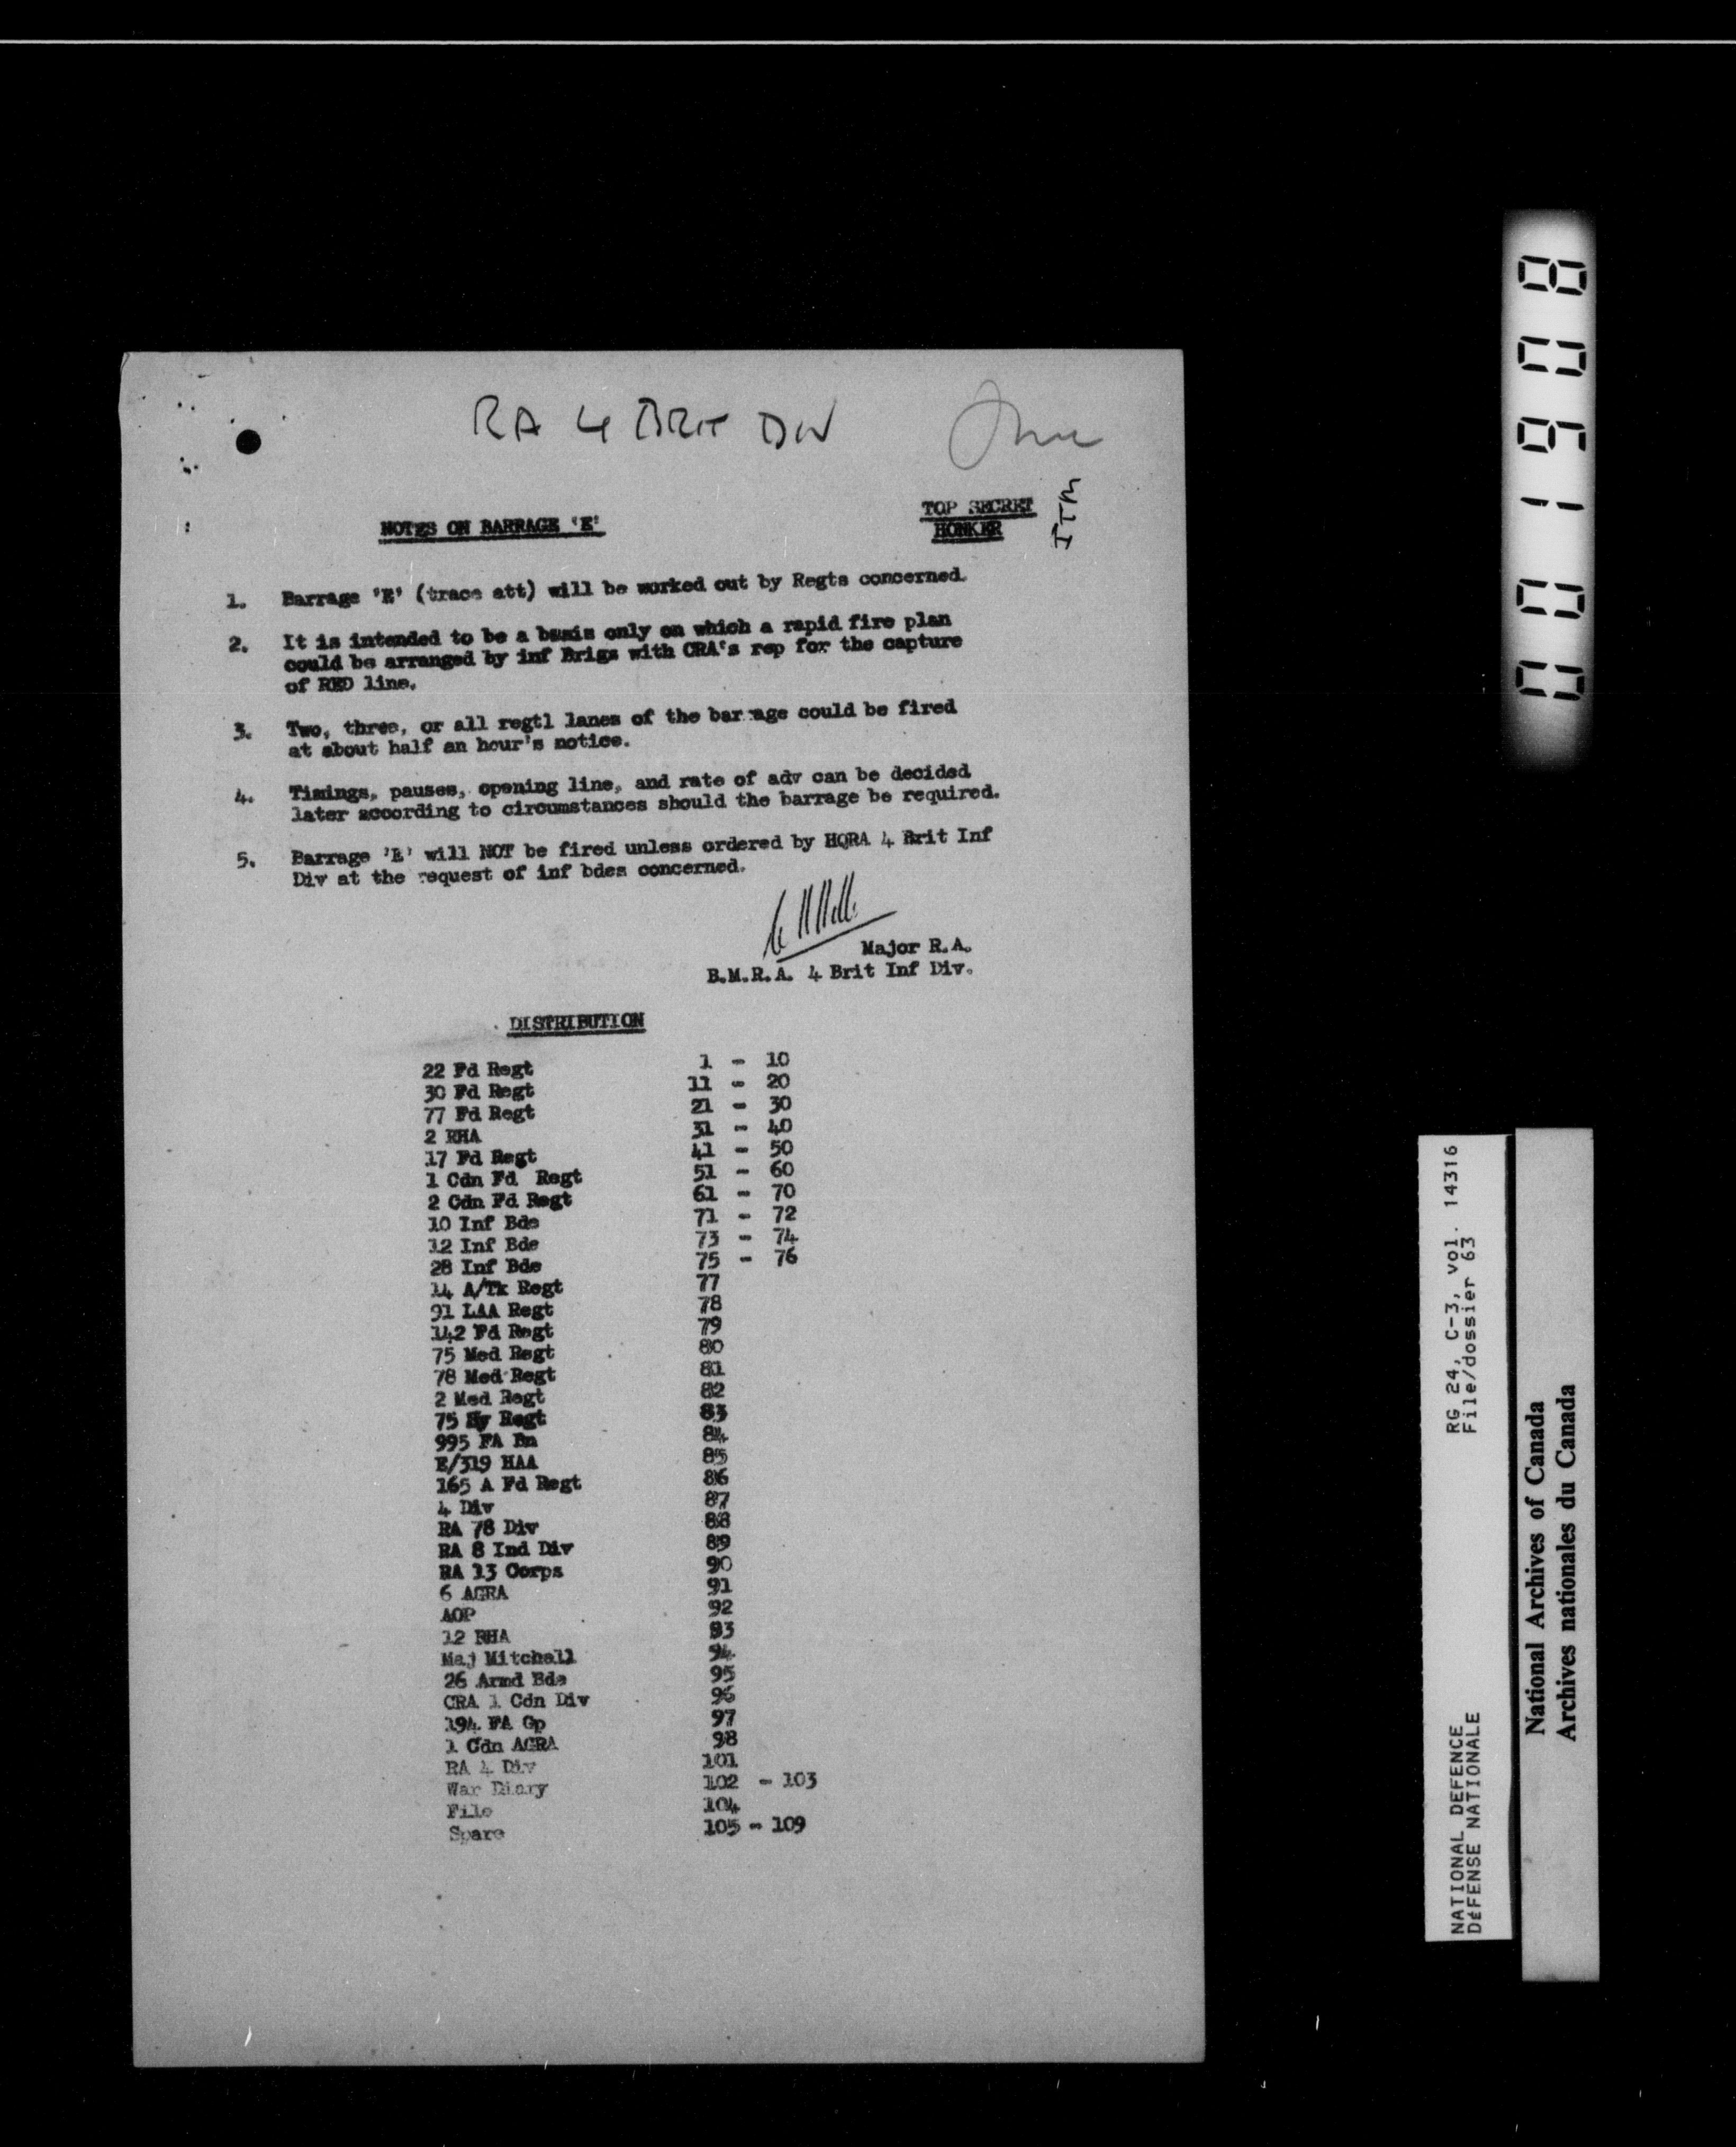 RA 4 BRIT DIV
ITM
TOP SECRET
HONKER
NOTES ON BARRAGE 'E'
1. Barrage 'E' (trace att) will be worked out by Regts concerned.
2. It is intended to be a basis only on which a rapid fire plan
could be arranged by inf Brigs with CRA's rep for the capture
of RED line.
3. Two, three, or all regtl lanes of the bar age could be fired
at about half an hour's notice.
4. Timings, pauses, opening line, and rate of adv can be decided
later according to circumstances should the barrage be required.
5. Barrage 'E' will NOT be fired unless ordered by HQRA 4 Brit Inf
Div at the request of inf bdes concerned.
Major R.A.
B.M.R.A. 4 Brit Inf Div.
DISTRIBUTION
22 Fd Regt 1 - 10
30 Fd Regt 11 - 20
77 Fd Regt 21 - 30
2 RHA 31 - 40
17 Fd Regt 41 - 50
1 Cdn Fd Regt 51 - 60
2 Cdn Fd Regt 61 - 70
10 Inf Bde 71 - 72
12 Inf Bde 73 - 74
28 Inf Bde 75 - 76
14 A/Tk Regt 77
91 LAA Regt 78
142 Fd Regt 79
75 Med Regt 80
78 Med Regt 81
2 Med Regt 82
75 Hy Regt 83
995 FA Bn 84
E/319 HAA 85
165 A Fd Regt 86
4 Div 87
RA 78 Div 88
RA 8 Ind Div 89
RA 13 Corps 90
6 AGRA 91
AOP 92
12 RHA 93
Maj Mitchell 94
26 Armd Bde 95
CRA 1 Cdn Div 96
194 FA Gp 97
1 Cdn AGRA 98
RA 4 Div 101
War Diary 102 - 103
File 104
Spare 105 - 109
001908
RG 24, C-3, vol. 14316
File/dossier 63
NATIONAL DEFENCE
DÉFENSE NATIONALE
National Archives of Canada
Archives nationales du Canada